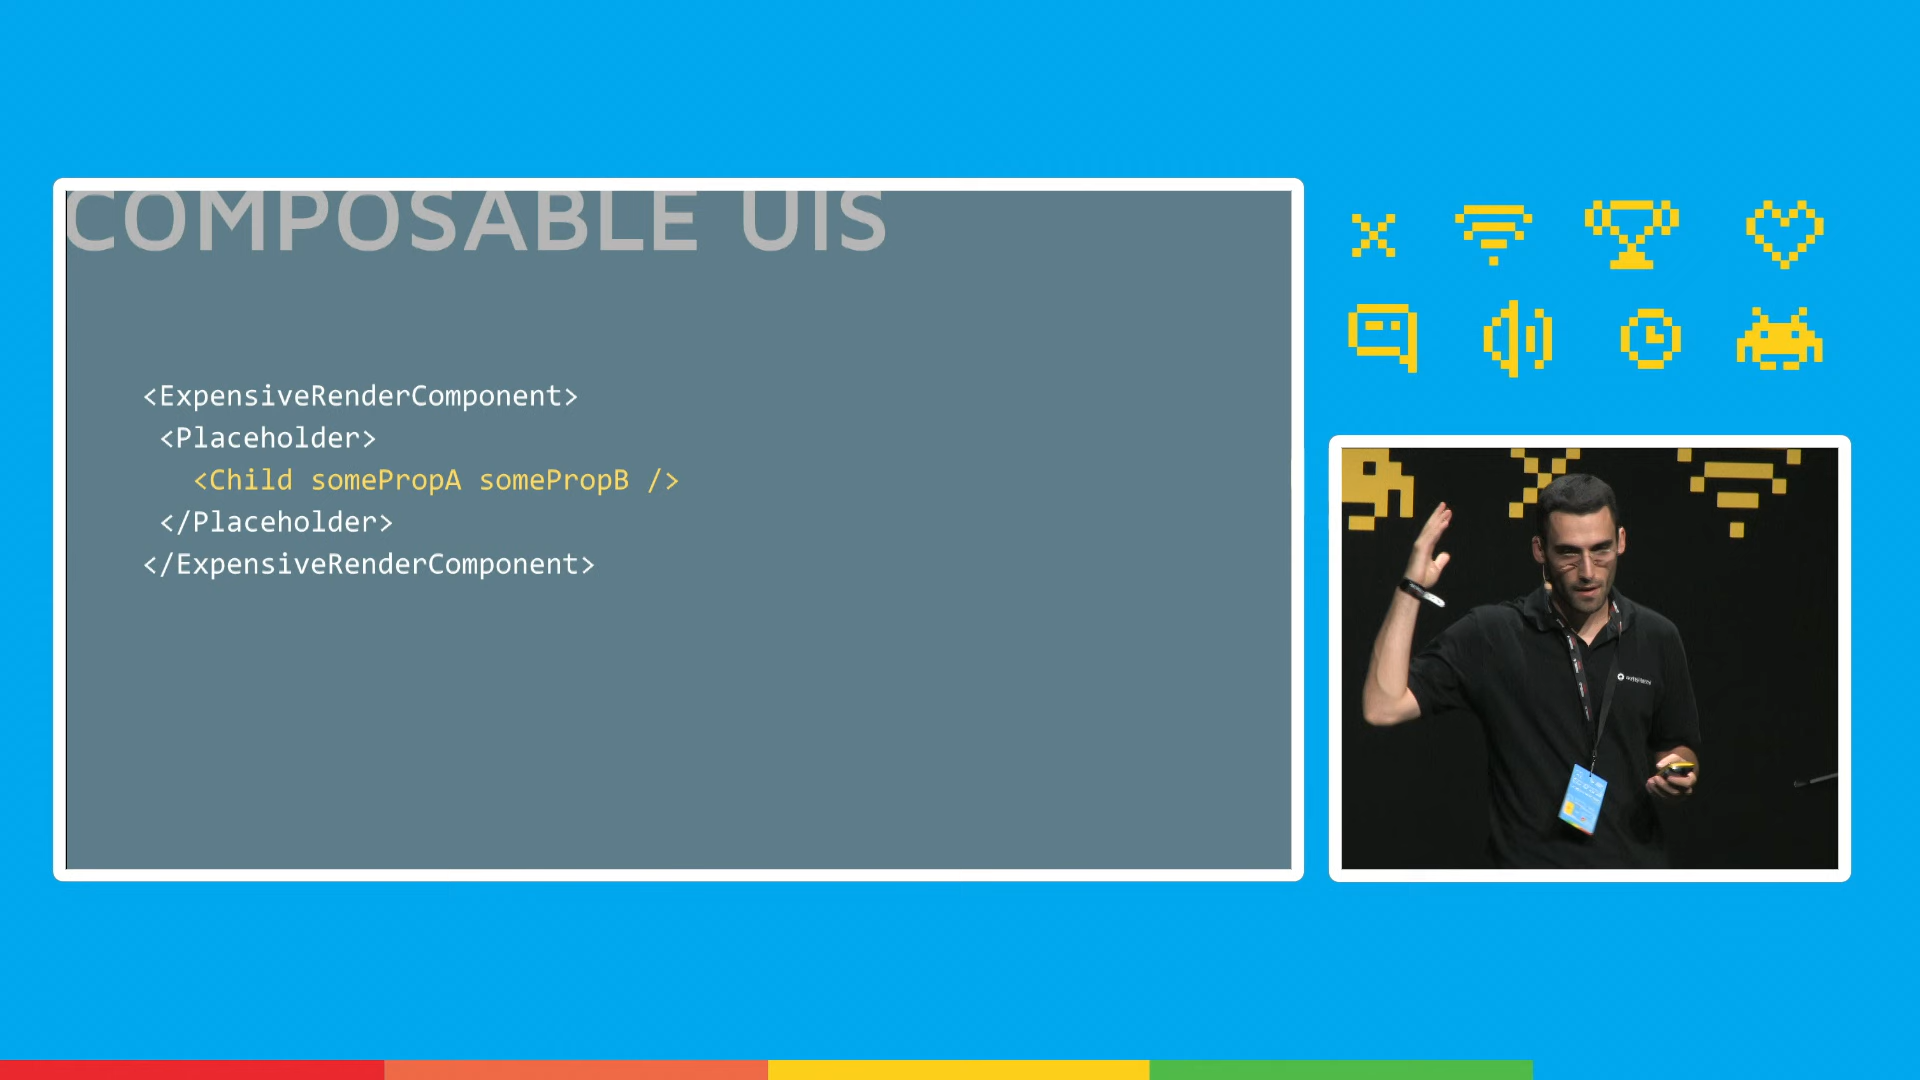 COMPOSABLE UIS
<ExpensiveRenderComponent>
<Placeholder>
<Child somePropA somePropB />
</Placeholder>
</ExpensiveRenderComponent>